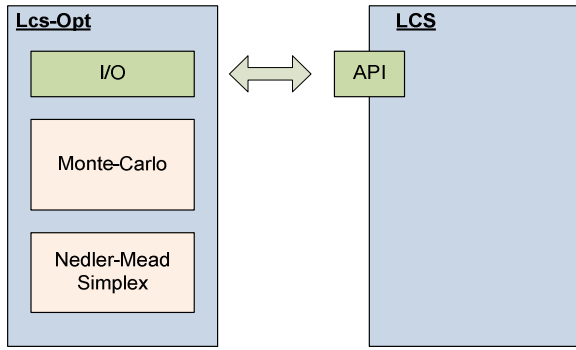 Lcs-Opt
LCS
I/O
API
Monte-Carlo
Nedler-Mead
Simplex